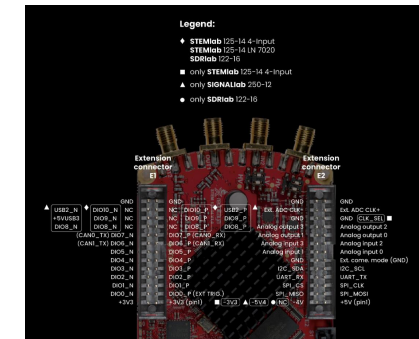 Legend:
♦ STEMlab 125-14 4-Input
STEMlab 125-14 LN 7020
SDRlab 122-16
■ only STEMlab 125-14 4-Input
▲ only SIGNALlab 250-12
● only SDRlab 122-16
Extension connector E1
Extension connector E2
GND GND GND Ext. ADC CLK+
▲ USB2_N ♦ DIO10_N NC NC DIO10_P ♦ USB2_P ▲ Ext. ADC CLK- GND CLK_SEL ■
+5VUSB3 DIO9_N NC NC DIO9_P GND
DIO8_N DIO8_N NC NC DIO8_P DIO8_P Analog output 3 Analog output 2
(CAN0_TX) DIO7_N DIO7_P (CAN0_RX) Analog output 1 Analog output 0
(CAN1_TX) DIO6_N DIO6_P (CAN1_RX) Analog input 3 Analog input 2
DIO5_N DIO5_P Analog input 1 Analog input 0
DIO4_N DIO4_P GND Ext. come. mode (GND)
DIO3_N DIO3_P I2C_SDA I2C_SCL
DIO2_N DIO2_P UART_RX UART_TX
DIO1_N DIO1_P SPI_CS SPI_CLK
DIO0_N DIO0_P (EXT TRIG.) SPI_MISO SPI_MOSI
+3V3 +3V3 (pin1) ■ -3V3 ▲ -5V4 ● NC -4V +5V (pin1)